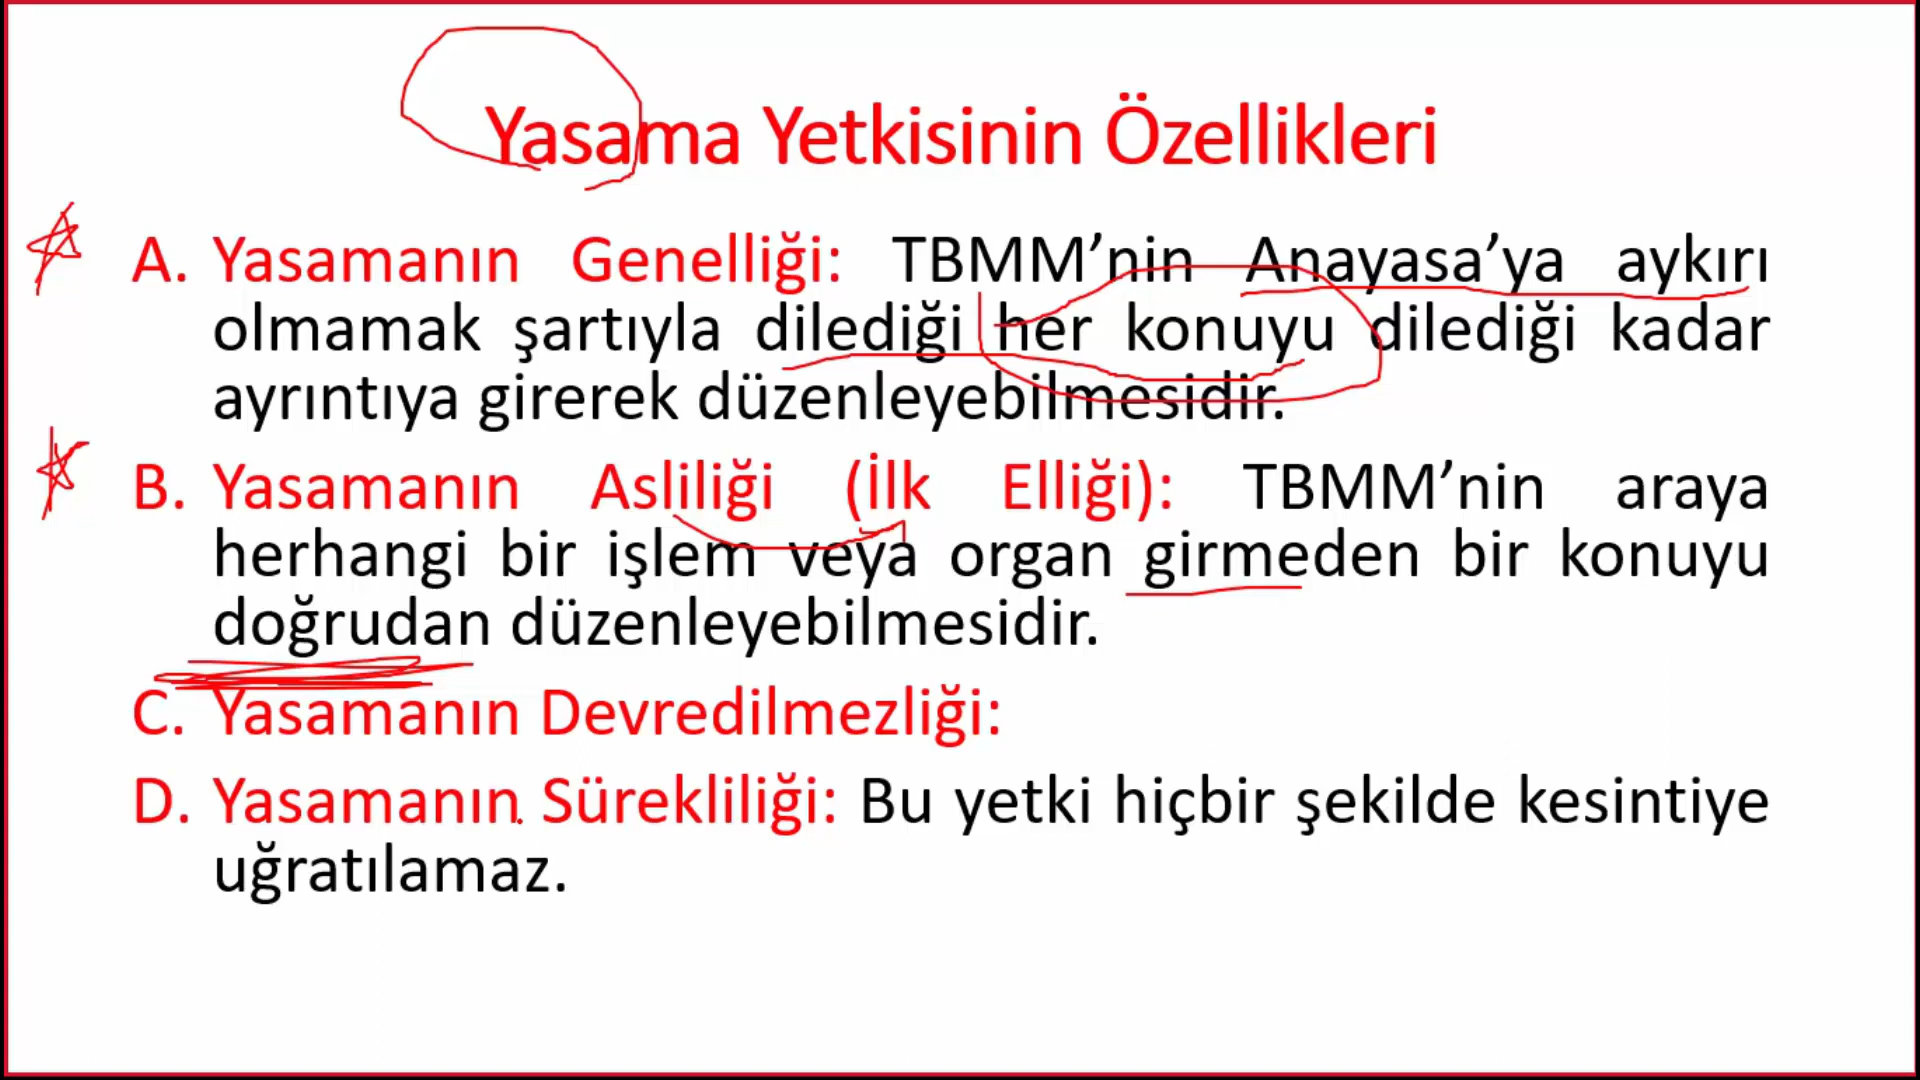 Yasama Yetkisinin Özellikleri
A. Yasamanın Genelliği: TBMM’nin Anayasa’ya aykırı
olmamak şartıyla dilediği her konuyu dilediği kadar
ayrıntıya girerek düzenleyebilmesidir.
B. Yasamanın Asliliği (İlk Elliği): TBMM’nin araya
herhangi bir işlem veya organ girmeden bir konuyu
doğrudan düzenleyebilmesidir.
C. Yasamanın Devredilmezliği:
D. Yasamanın Sürekliliği: Bu yetki hiçbir şekilde kesintiye
uğratılamaz.